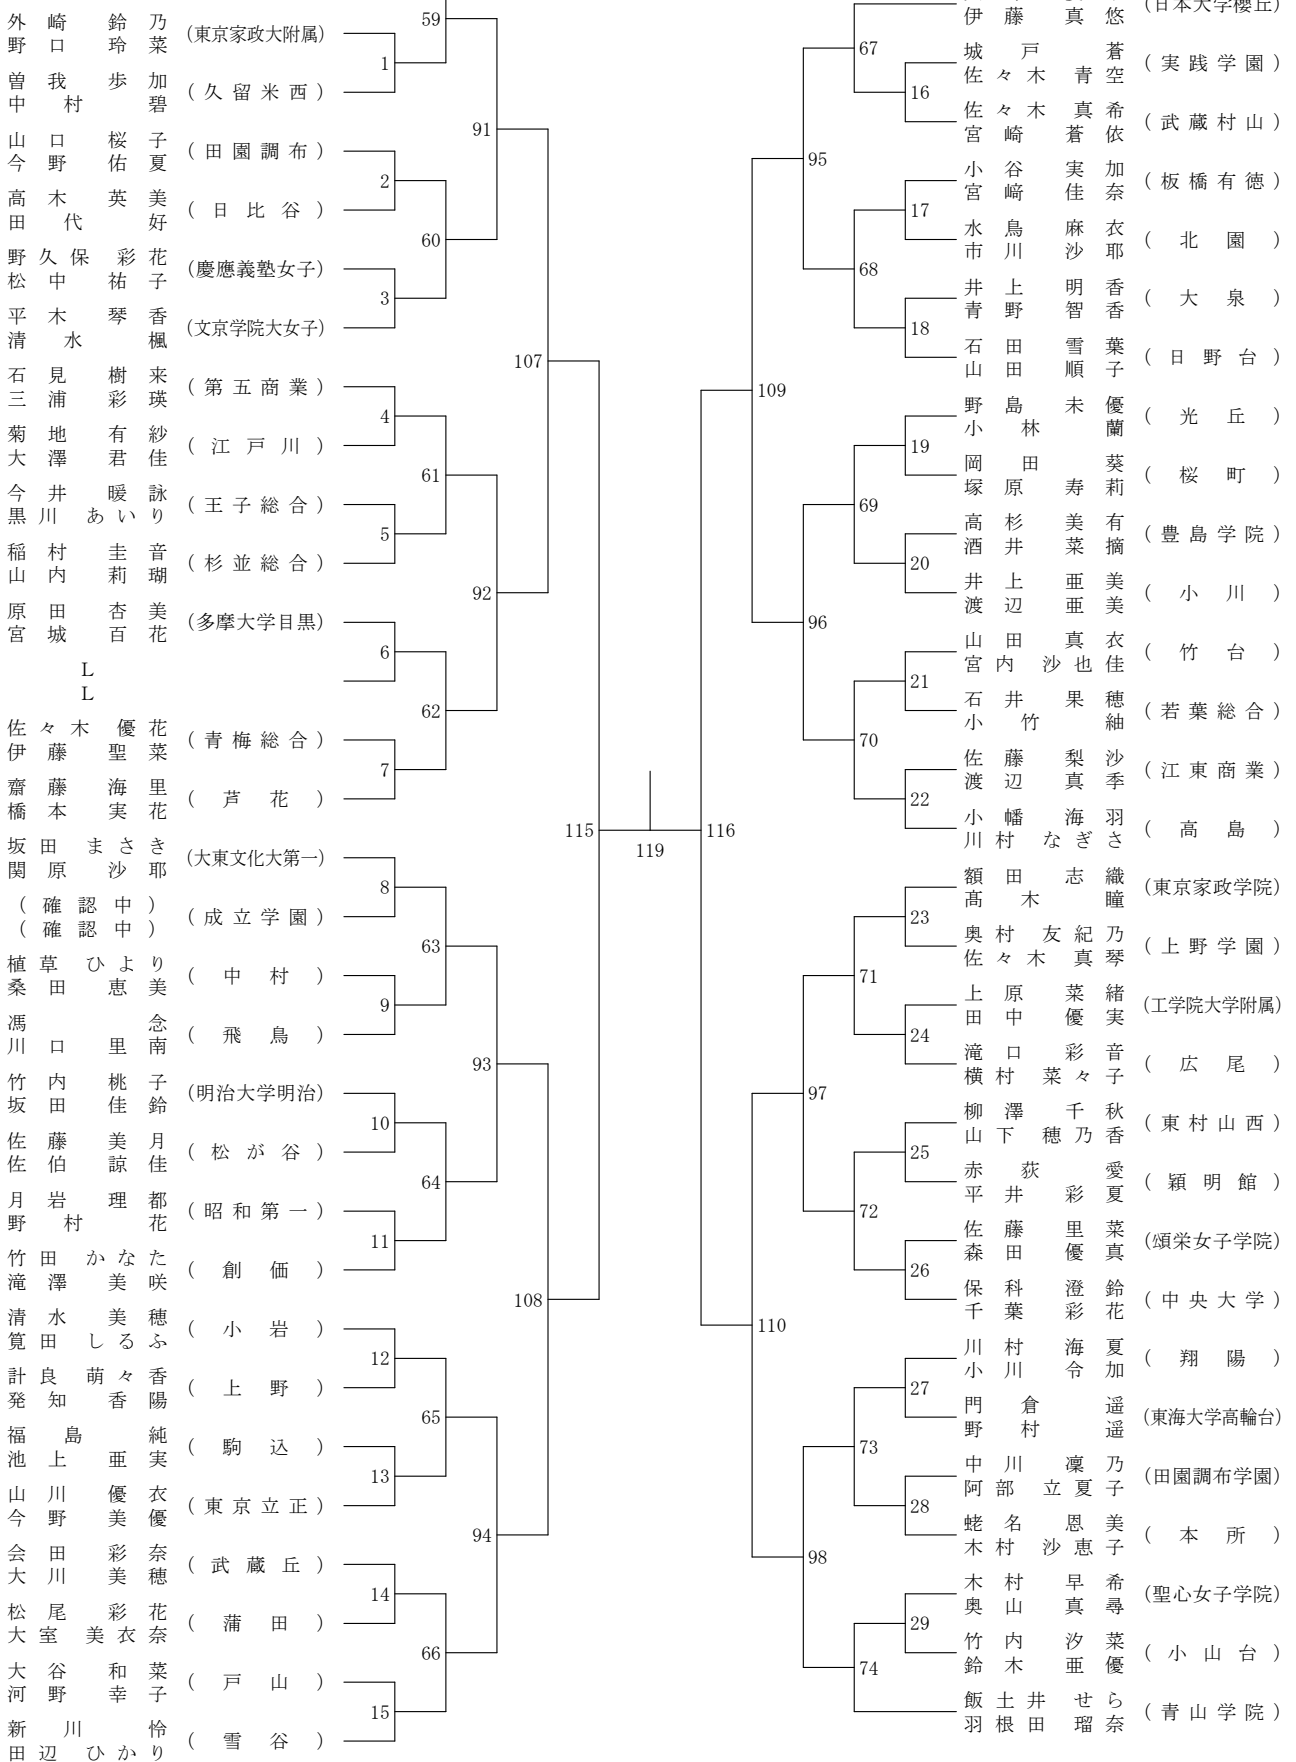 外崎 鈴乃
野口 玲菜
(東京家政大附属)
1
曽我 歩加
中村 碧
(久留米西)
59
山口 桜子
今野 佑夏
(田園調布)
2
高木 英美
田代 好
(日比谷)
91
60
野久保 彩花
松中 祐子
(慶應義塾女子)
3
平木 琴香
清水 楓
(文京学院大女子)
107
石見 樹来
三浦 彩瑛
(第五商業)
4
菊地 有紗
大澤 君佳
(江戸川)
61
今井 暖詠
黒川 あいり
(王子総合)
5
稲村 圭音
山内 莉瑚
(杉並総合)
92
原田 杏美
宮城 百花
(多摩大学目黒)
6
L
L
62
佐々木 優花
伊藤 聖菜
(青梅総合)
7
齋藤 海里
橋本 実花
(芦花)
115
119
116
坂田 まさき
関原 沙耶
(大東文化大第一)
8
(確認中)
(確認中)
(成立学園)
63
植草 ひより
桑田 恵美
(中村)
9
馮 念
川口 里南
(飛鳥)
93
竹内 桃子
坂田 佳鈴
(明治大学明治)
10
佐藤 美月
佐伯 諒佳
(松が谷)
64
月岩 理都
野村 花
(昭和第一)
11
竹田 かなた
滝澤 美咲
(創価)
108
清水 美穂
筧田 しるふ
(小岩)
12
計良 萌々香
発知 香陽
(上野)
65
福島 純
池上 亜実
(駒込)
13
山川 優衣
今野 美優
(東京立正)
94
会田 彩奈
大川 美穂
(武蔵丘)
14
松尾 彩花
大室 美衣奈
(蒲田)
66
大谷 和菜
河野 幸子
(戸山)
15
新川 怜
田辺 ひかり
(雪谷)
伊藤 真悠
(日本大学櫻丘)
67
城戸 蒼
佐々木 青空
(実践学園)
16
佐々木 真希
宮崎 蒼依
(武蔵村山)
95
小谷 実加
宮﨑 佳奈
(板橋有徳)
17
水鳥 麻衣
市川 沙耶
(北園)
68
井上 明香
青野 智香
(大泉)
18
石田 雪葉
山田 順子
(日野台)
109
野島 未優
小林 蘭
(光丘)
19
岡田 葵
塚原 寿莉
(桜町)
69
高杉 美有
酒井 菜摘
(豊島学院)
20
井上 亜美
渡辺 亜美
(小川)
96
山田 真衣
宮内 沙也佳
(竹台)
21
石井 果穂
小竹 紬
(若葉総合)
70
佐藤 梨沙
渡辺 真季
(江東商業)
22
小幡 海羽
川村 なぎさ
(高島)
額田 志織
髙木 瞳
(東京家政学院)
23
奥村 友紀乃
佐々木 真琴
(上野学園)
71
上原 菜緒
田中 優実
(工学院大学附属)
24
滝口 彩音
横村 菜々子
(広尾)
97
柳澤 千秋
山下 穂乃香
(東村山西)
25
赤荻 愛
平井 彩夏
(穎明館)
72
佐藤 里菜
森田 優真
(頌栄女子学院)
26
保科 澄鈴
千葉 彩花
(中央大学)
110
川村 海夏
小川 令加
(翔陽)
27
門倉 遥
野村 遥
(東海大学高輪台)
73
中川 凜乃
阿部 立夏子
(田園調布学園)
28
蛯名 恩美
木村 沙恵子
(本所)
98
木村 早希
奥山 真尋
(聖心女子学院)
29
竹内 汐菜
鈴木 亜優
(小山台)
74
飯土井 せら
羽根田 瑠奈
(青山学院)